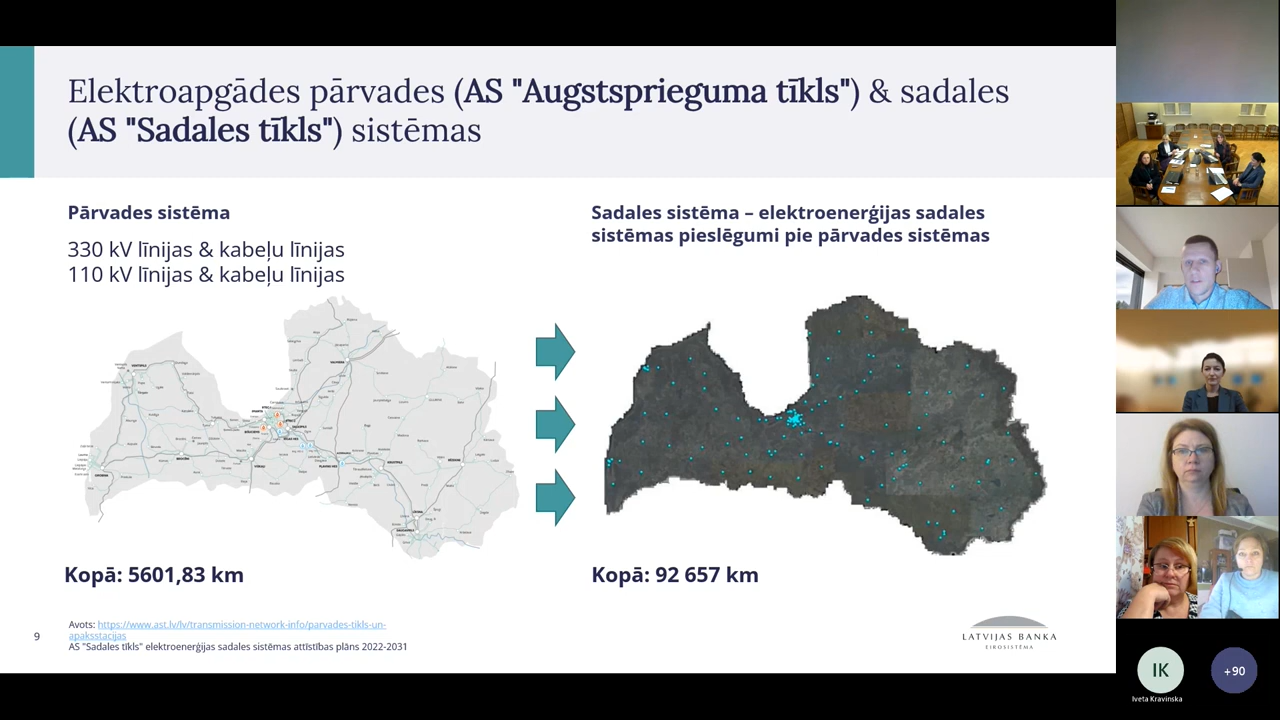 Elektroapgādes pārvades (AS "Augstsprieguma tīkls") & sadales
(AS "Sadales tīkls") sistēmas
Pārvades sistēma
330 kV līnijas & kabeļu līnijas
110 kV līnijas & kabeļu līnijas
Sadales sistēma – elektroenerģijas sadales
sistēmas pieslēgumi pie pārvades sistēmas
Kopā: 5601,83 km
Kopā: 92 657 km
Avots: https://www.ast.lv/lv/transmission-network-info/parvades-tikls-un-
apaksstacijas
AS "Sadales tīkls" elektroenerģijas sadales sistēmas attīstības plāns 2022-2031
9
LATVIJAS BANKA
EIROSISTĒMA
IK
Iveta Kravinska
+90